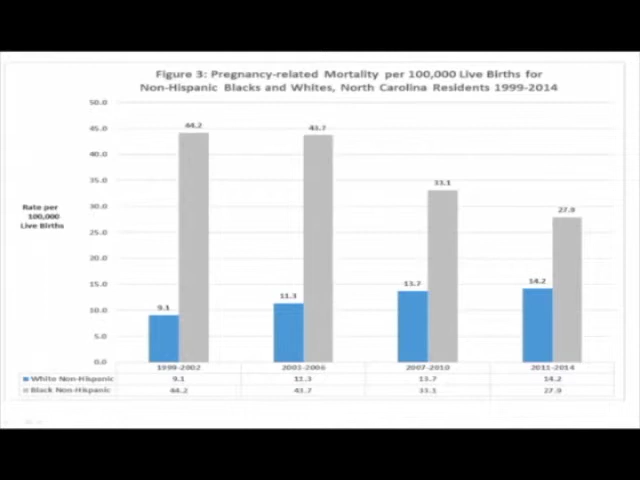 Figure 3: Pregnancy-related Mortality per 100,000 Live Births for
Non-Hispanic Blacks and Whites, North Carolina Residents 1999-2014
50.0
45.0
40.0
35.0
30.0
25.0
20.0
15.0
10.0
5.0
0.0
Rate per
100,000
Live Births
44.2
43.7
33.1
27.9
9.1
11.3
13.7
14.2
1999-2002 2003-2006 2007-2010 2011-2014
White Non-Hispanic 9.1 11.3 13.7 14.2
Black Non-Hispanic 44.2 43.7 33.1 27.9